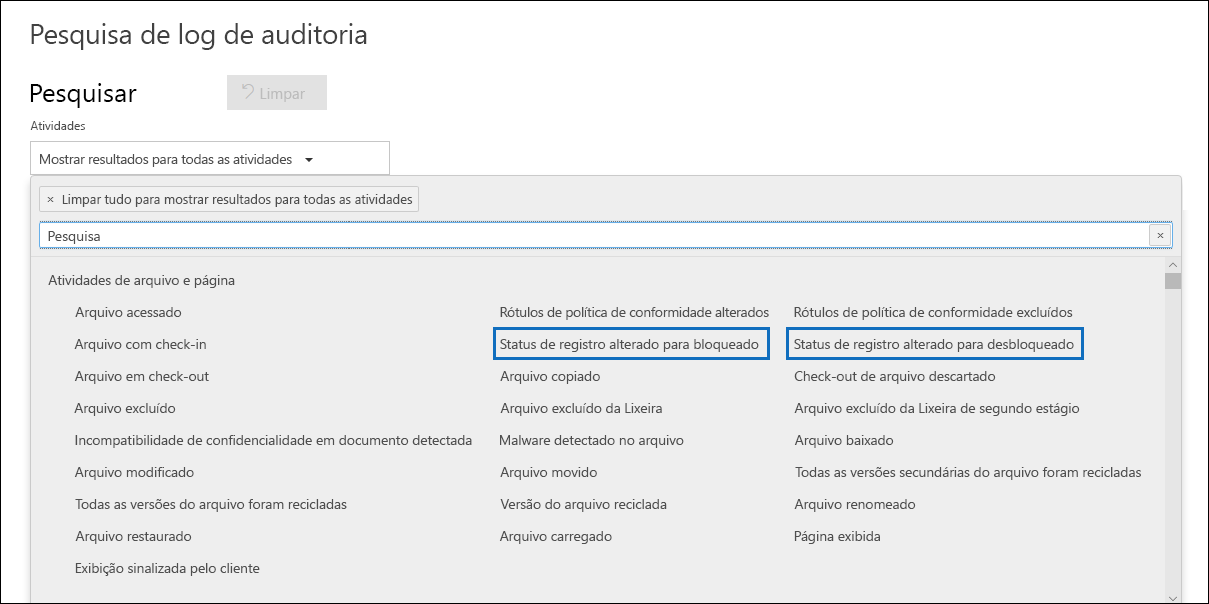 Pesquisa de log de auditoria
Pesquisar
Limpar
Atividades
Mostrar resultados para todas as atividades
× Limpar tudo para mostrar resultados para todas as atividades
Pesquisa ×
Atividades de arquivo e página
Arquivo acessado Rótulos de política de conformidade alterados Rótulos de política de conformidade excluídos
Arquivo com check-in Status de registro alterado para bloqueado Status de registro alterado para desbloqueado
Arquivo em check-out Arquivo copiado Check-out de arquivo descartado
Arquivo excluído Arquivo excluído da Lixeira Arquivo excluído da Lixeira de segundo estágio
Incompatibilidade de confidencialidade em documento detectada Malware detectado no arquivo Arquivo baixado
Arquivo modificado Arquivo movido Todas as versões secundárias do arquivo foram recicladas
Todas as versões do arquivo foram recicladas Versão do arquivo reciclada Arquivo renomeado
Arquivo restaurado Arquivo carregado Página exibida
Exibição sinalizada pelo cliente